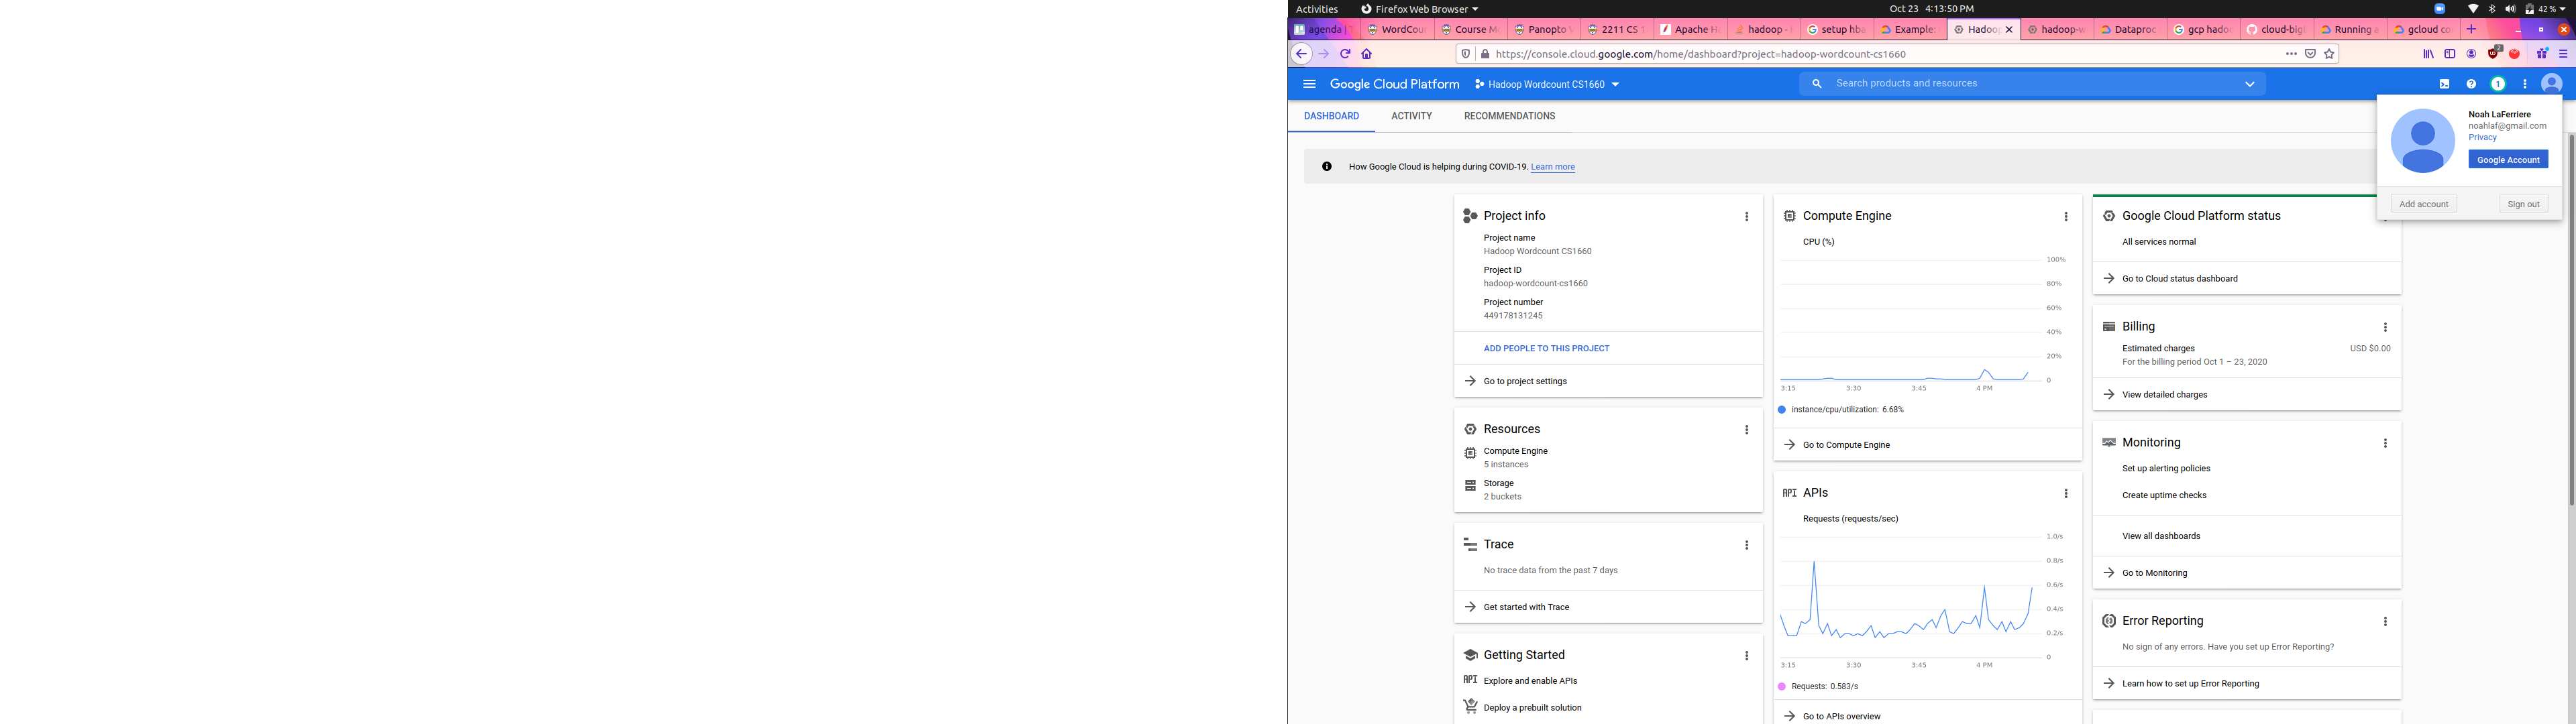 Activities Firefox Web Browser Oct 23 4:13:50 PM 42 %
agenda WordCou Course M Panopto 2211 CS 1 Apache H hadoop - setup hba Example: Hadoop hadoop-w Dataproc gcp hado cloud-bigt Running a gcloud co
https://console.cloud.google.com/home/dashboard?project=hadoop-wordcount-cs1660
Google Cloud Platform Hadoop Wordcount CS1660 Search products and resources 1
DASHBOARD ACTIVITY RECOMMENDATIONS
Noah LaFerriere
noahlaf@gmail.com
Privacy
Google Account
Add account Sign out
How Google Cloud is helping during COVID-19. Learn more
Project info
Project name
Hadoop Wordcount CS1660
Project ID
hadoop-wordcount-cs1660
Project number
449178131245
ADD PEOPLE TO THIS PROJECT
Go to project settings
Resources
Compute Engine
5 instances
Storage
2 buckets
Trace
No trace data from the past 7 days
Get started with Trace
Getting Started
API Explore and enable APIs
Deploy a prebuilt solution
Compute Engine
CPU (%)
100%
80%
60%
40%
20%
0
3:15 3:30 3:45 4 PM
instance/cpu/utilization: 6.68%
Go to Compute Engine
API APIs
Requests (requests/sec)
1.0/s
0.8/s
0.6/s
0.4/s
0.2/s
0
3:15 3:30 3:45 4 PM
Requests: 0.583/s
Go to APIs overview
Google Cloud Platform status
All services normal
Go to Cloud status dashboard
Billing
Estimated charges USD $0.00
For the billing period Oct 1 – 23, 2020
View detailed charges
Monitoring
Set up alerting policies
Create uptime checks
View all dashboards
Go to Monitoring
Error Reporting
No sign of any errors. Have you set up Error Reporting?
Learn how to set up Error Reporting